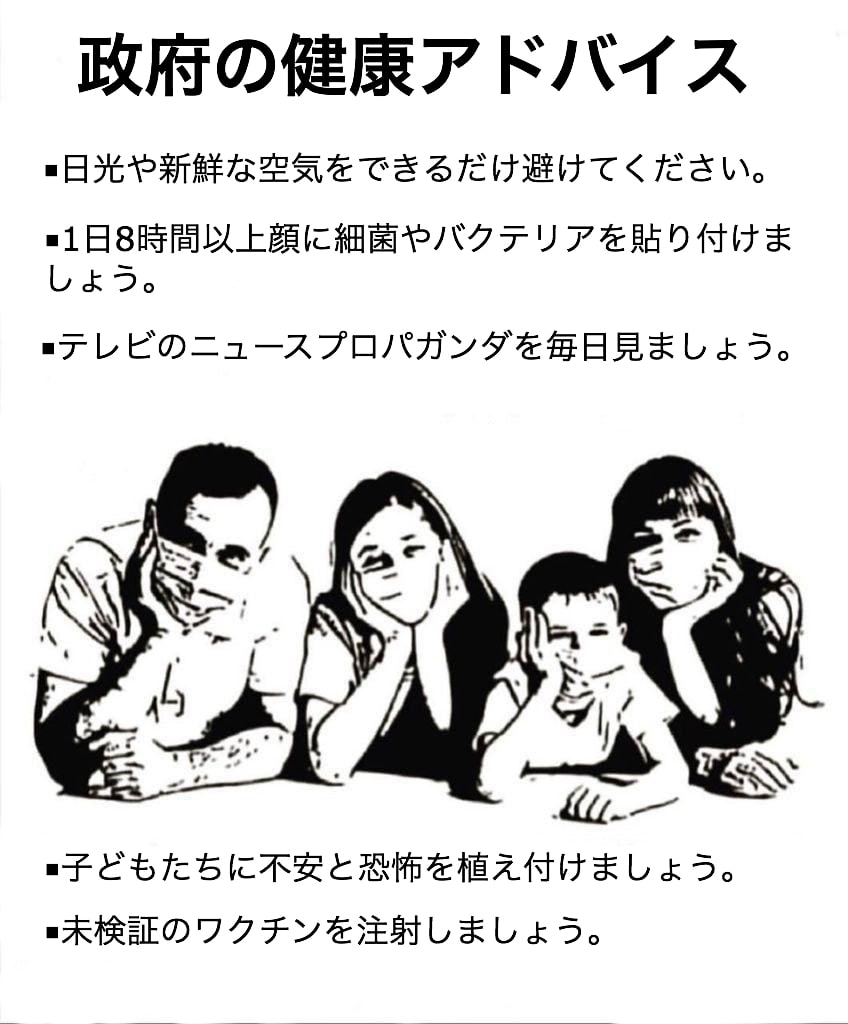 政府の健康アドバイス
▪日光や新鮮な空気をできるだけ避けてください。
▪1日8時間以上顔に細菌やバクテリアを貼り付けま
しょう。
▪テレビのニュースプロパガンダを毎日見ましょう。
▪子どもたちに不安と恐怖を植え付けましょう。
▪未検証のワクチンを注射しましょう。